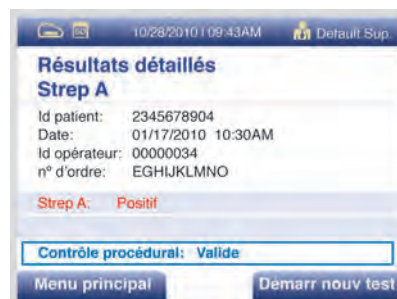 10/28/2010 | 09:43AM Default Sup.
Résultats détaillés
Strep A
Id patient: 2345678904
Date: 01/17/2010 10:30AM
Id opérateur: 00000034
nº d'ordre: EGHIJKLMNO
Strep A: Positif
Contrôle procédural: Valide
Menu principal Démarr nouv test